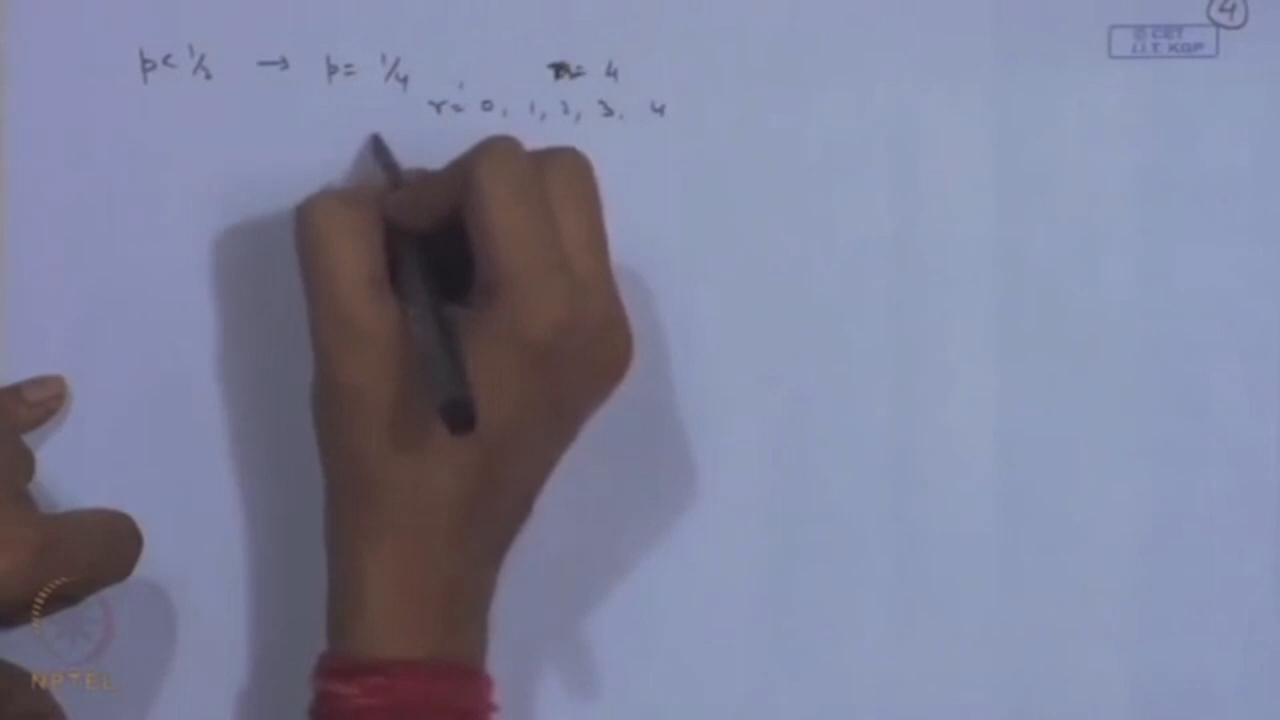 p < 1/2 → p = 1/4 n = 4
r = 0, 1, 2, 3, 4
4
© CET
I.I.T. KGP
NPTEL